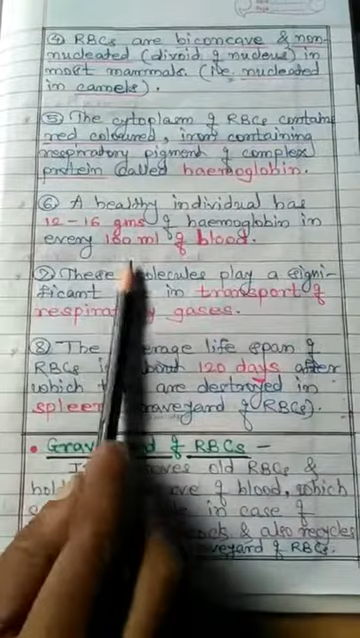 ④ RBCs are biconcave & non-
nucleated (divoid of nucleus) in
most mammals. (i.e. nucleated
in camels).
⑤ The cytoplasm of RBCs contains
red coloured, iron containing
respiratory pigment of complex
protein called haemoglobin.
⑥ A healthy individual has
12-16 gms of haemoglobin in
every 100 ml of blood.
⑦ These molecules play a signi-
ficant in transport of
respiratory gases.
⑧ The average life span of
RBCs is about 120 days after
which are destroyed in
spleen (graveyard of RBCs).
• Graveyard of RBCs -
old RBCs &
of blood, which
in case of
& also recycles
graveyard of RBCs.